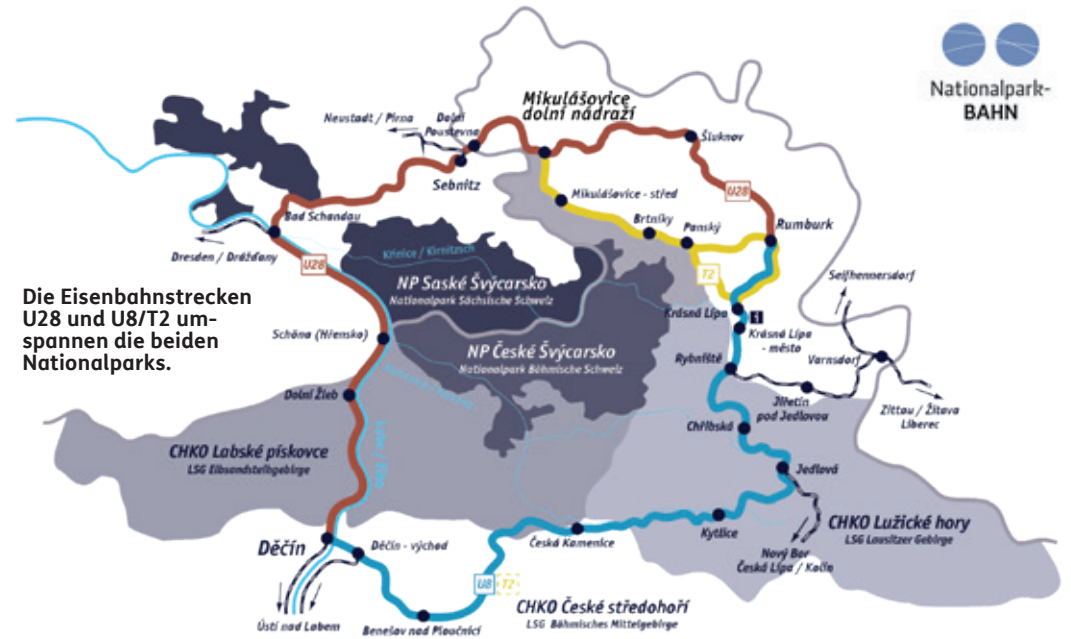 Nationalpark-
BAHN
Mikulášovice
dolní nádraží
Neustadt / Pirna
Dolní
Poustevna
Šluknov
Sebnitz
Mikulášovice - střed
U28
Bad Schandau
Brtníky
Panský
Rumburk
Dresden / Drážďany
Křinice / Kirnitzsch
U28
T2
Seifhennersdorf
NP Saské Švýcarsko
Nationalpark Sächsische Schweiz
Die Eisenbahnstrecken
U28 und U8/T2 um-
spannen die beiden
Nationalparks.
Krásná Lípa
Schöna (Hřensko)
Krásná Lípa
- město
NP České Švýcarsko
Nationalpark Böhmische Schweiz
Rybniště
Varnsdorf
Dolní Žleb
Jiřetín
pod Jedlovou
Zittau / Žitava
Liberec
Chřibská
CHKO Labské pískovce
LSG Elbsandsteingebirge
Labe / Elbe
Jedlová
CHKO Lužické hory
LSG Lausitzer Gebirge
Kytlice
Česká Kamenice
Děčín
Děčín - východ
Nový Bor
Česká Lípa / Kolín
U8 T2
CHKO České středohoří
LSG Böhmisches Mittelgebirge
Ústí nad Labem
Benešov nad Ploučnicí